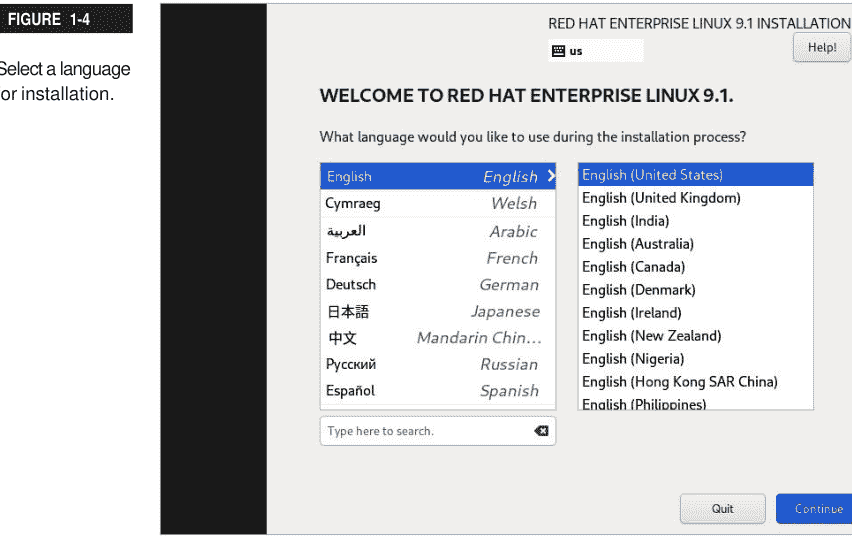 FIGURE 1-4
Select a language
or installation.
RED HAT ENTERPRISE LINUX 9.1 INSTALLATION
us
Help!
WELCOME TO RED HAT ENTERPRISE LINUX 9.1.
What language would you like to use during the installation process?
English English
Cymraeg Welsh
العربية Arabic
Français French
Deutsch German
日本語 Japanese
中文 Mandarin Chin...
Русский Russian
Español Spanish
Type here to search.
English (United States)
English (United Kingdom)
English (India)
English (Australia)
English (Canada)
English (Denmark)
English (Ireland)
English (New Zealand)
English (Nigeria)
English (Hong Kong SAR China)
English (Philippines)
Quit
Continue